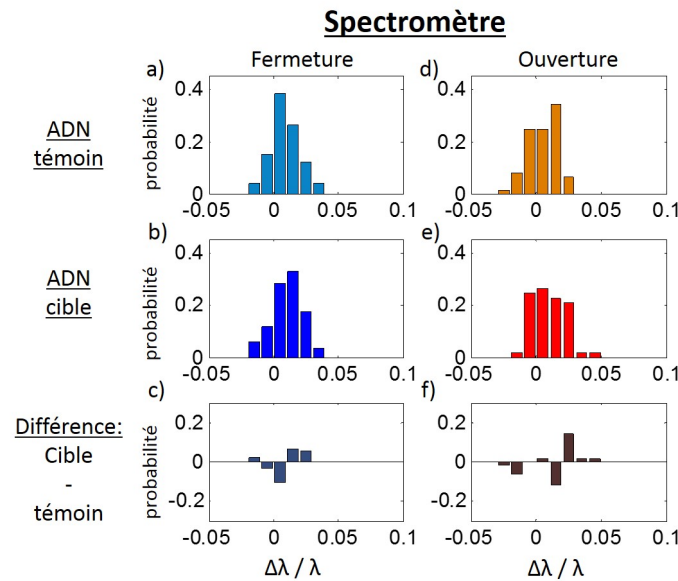 Spectromètre
Fermeture
Ouverture
a)
d)
ADN
témoin
probabilité
0.4
0.2
0
-0.05
0
0.05
0.1
0.4
0.2
0
-0.05
0
0.05
0.1
b)
e)
ADN
cible
probabilité
0.4
0.2
0
-0.05
0
0.05
0.1
0.4
0.2
0
-0.05
0
0.05
0.1
c)
f)
Différence:
Cible
-
témoin
probabilité
0.2
0
-0.2
-0.05
0
0.05
0.1
Δλ / λ
0.2
0
-0.2
-0.05
0
0.05
0.1
Δλ / λ